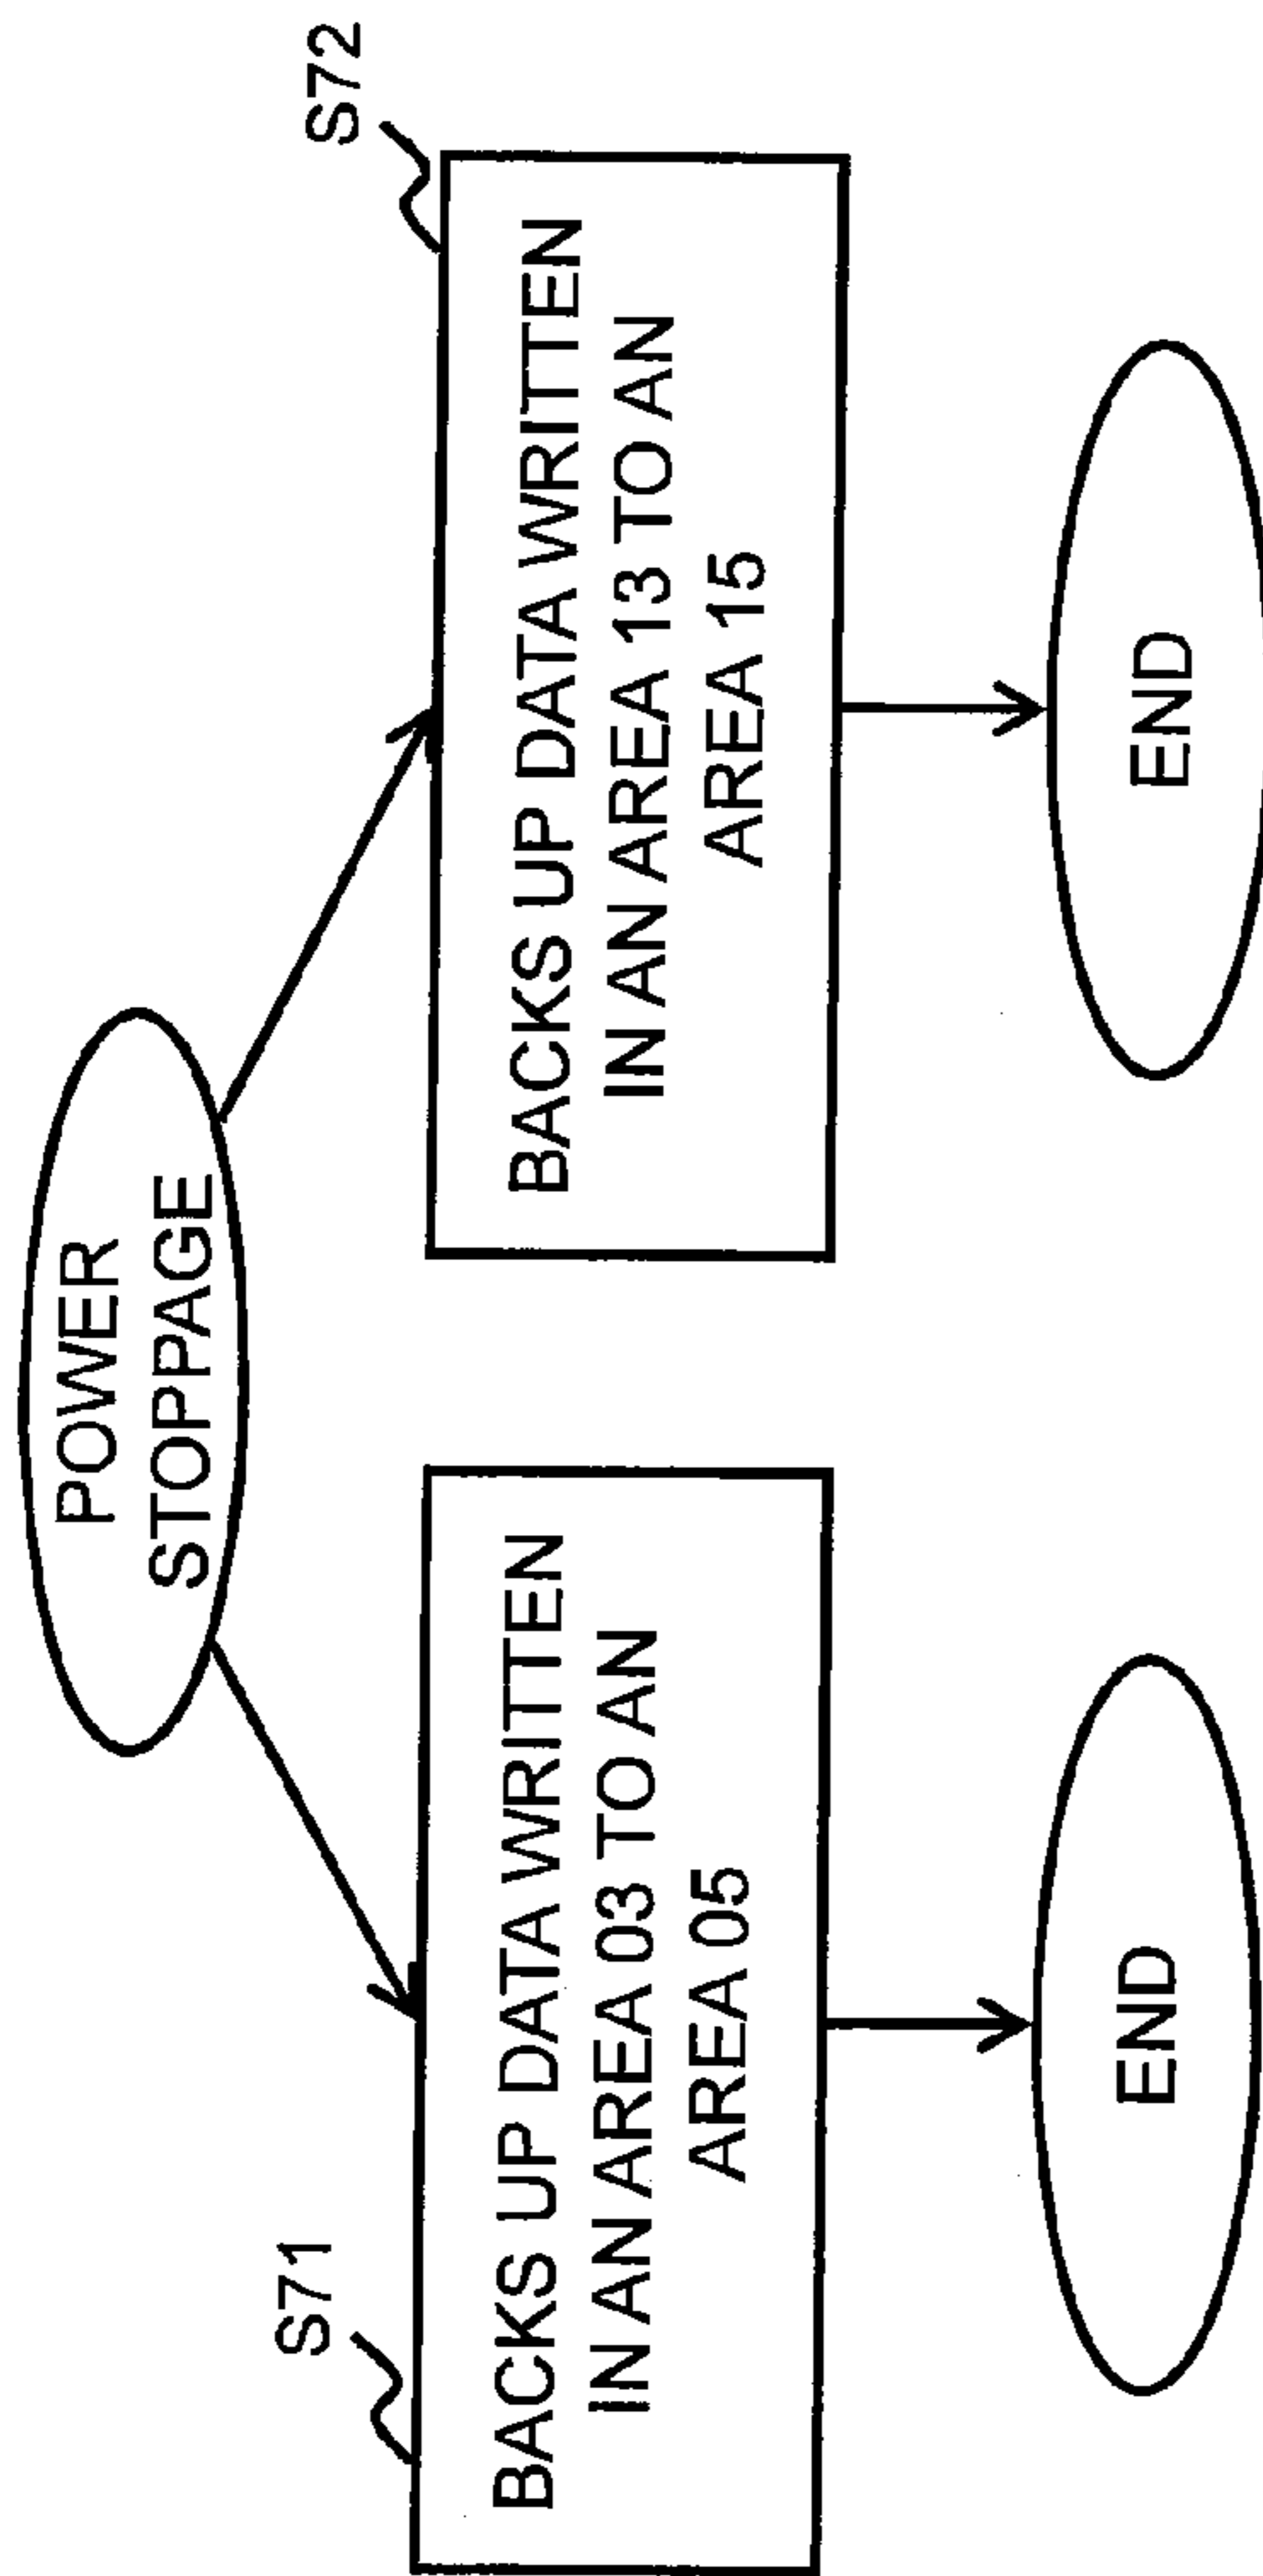 POWER
STOPPAGE
S71
BACKS UP DATA WRITTEN
IN AN AREA 03 TO AN
AREA 05
END
S72
BACKS UP DATA WRITTEN
IN AN AREA 13 TO AN
AREA 15
END